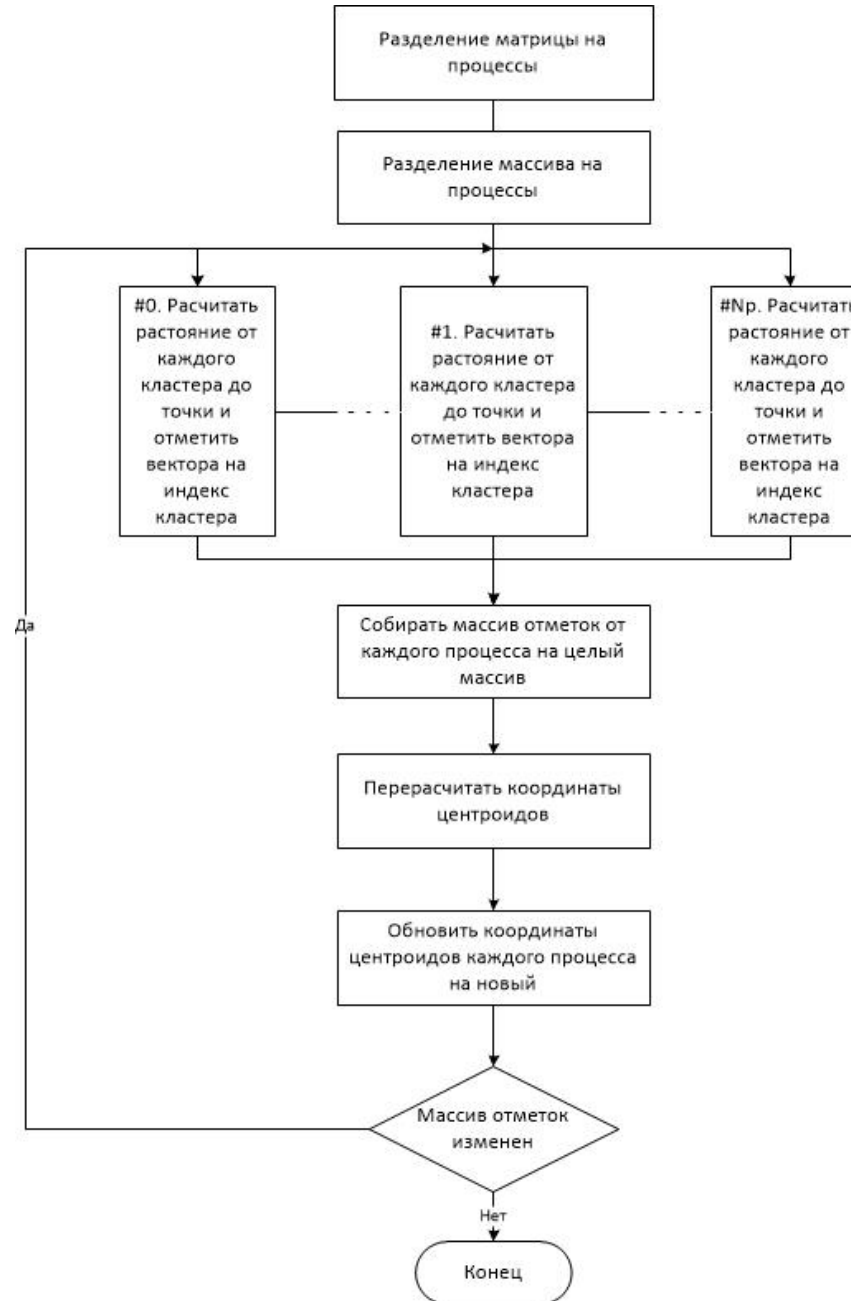 Разделение матрицы на
процессы
Разделение массива на
процессы
#0. Расчитать
растояние от
каждого
кластера до
точки и
отметить
вектора на
индекс
кластера
#1. Расчитать
растояние от
каждого кластера
до точки и
отметить вектора
на индекс
кластера
#Np. Расчитать
растояние от
каждого
кластера до
точки и
отметить
вектора на
индекс
кластера
Да
Собирать массив отметок от
каждого процесса на целый
массив
Перерасчитать координаты
центроидов
Обновить координаты
центроидов каждого процесса
на новый
Массив отметок
изменен
Нет
Конец